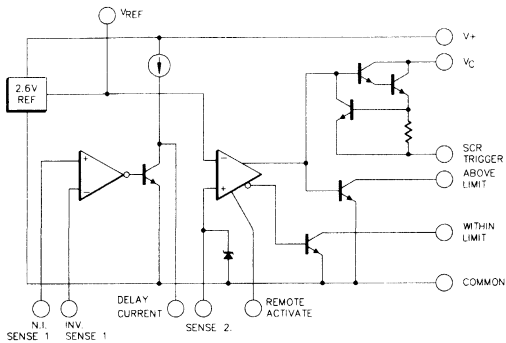 VREF
V+
VC
2.6V
REF
SCR
TRIGGER
ABOVE
LIMIT
+
−
−
+
WITHIN
LIMIT
COMMON
N.I.
SENSE 1
INV.
SENSE 1
DELAY
CURRENT
SENSE 2.
REMOTE
ACTIVATE